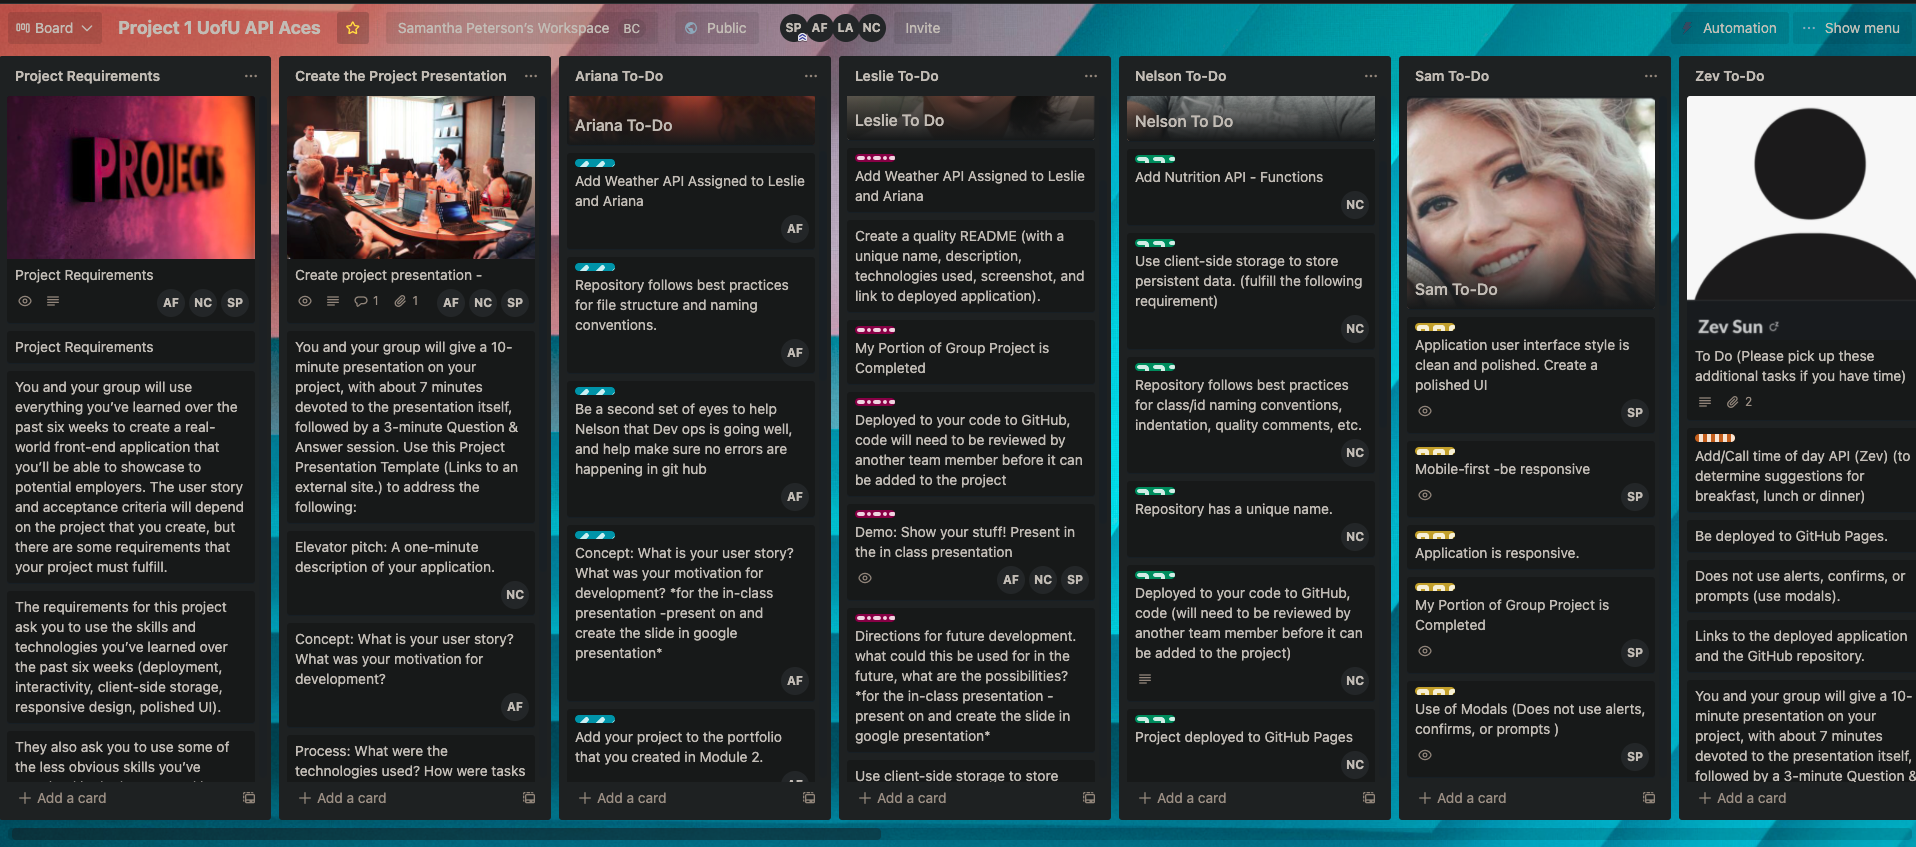 Board
Project 1 UofU API Aces
Samantha Peterson's Workspace BC
Public
SP AF LA NC
Invite
Automation
Show menu
Project Requirements
PROJECTS
Project Requirements
AF NC SP
Project Requirements
You and your group will use
everything you've learned over the
past six weeks to create a real-
world front-end application that
you'll be able to showcase to
potential employers. The user story
and acceptance criteria will depend
on the project that you create, but
there are some requirements that
your project must fulfill.
The requirements for this project
ask you to use the skills and
technologies you've learned over
the past six weeks (deployment,
interactivity, client-side storage,
responsive design, polished UI).
They also ask you to use some of
the less obvious skills you've
+ Add a card
Create the Project Presentation
Create project presentation -
1 1 AF NC SP
You and your group will give a 10-
minute presentation on your
project, with about 7 minutes
devoted to the presentation itself,
followed by a 3-minute Question &
Answer session. Use this Project
Presentation Template (Links to an
external site.) to address the
following:
Elevator pitch: A one-minute
description of your application.
NC
Concept: What is your user story?
What was your motivation for
development?
AF
Process: What were the
technologies used? How were tasks
+ Add a card
Ariana To-Do
Ariana To-Do
Add Weather API Assigned to Leslie
and Ariana
AF
Repository follows best practices
for file structure and naming
conventions.
AF
Be a second set of eyes to help
Nelson that Dev ops is going well,
and help make sure no errors are
happening in git hub
AF
Concept: What is your user story?
What was your motivation for
development? *for the in-class
presentation -present on and
create the slide in google
presentation*
AF
Add your project to the portfolio
that you created in Module 2.
AF
+ Add a card
Leslie To-Do
Leslie To Do
Add Weather API Assigned to Leslie
and Ariana
Create a quality README (with a
unique name, description,
technologies used, screenshot, and
link to deployed application).
My Portion of Group Project is
Completed
Deployed to your code to GitHub,
code will need to be reviewed by
another team member before it can
be added to the project
Demo: Show your stuff! Present in
the in class presentation
AF NC SP
Directions for future development.
what could this be used for in the
future, what are the possibilities?
*for the in-class presentation -
present on and create the slide in
google presentation*
Use client-side storage to store
+ Add a card
Nelson To-Do
Nelson To Do
Add Nutrition API - Functions
NC
Use client-side storage to store
persistent data. (fulfill the following
requirement)
NC
Repository follows best practices
for class/id naming conventions,
indentation, quality comments, etc.
NC
Repository has a unique name.
NC
Deployed to your code to GitHub,
code (will need to be reviewed by
another team member before it can
be added to the project)
NC
Project deployed to GitHub Pages
NC
+ Add a card
Sam To-Do
Sam To-Do
Application user interface style is
clean and polished. Create a
polished UI
SP
Mobile-first -be responsive
SP
Application is responsive.
My Portion of Group Project is
Completed
SP
Use of Modals (Does not use alerts,
confirms, or prompts )
SP
+ Add a card
Zev To-Do
Zev Sun
To Do (Please pick up these
additional tasks if you have time)
2
Add/Call time of day API (Zev) (to
determine suggestions for
breakfast, lunch or dinner)
Be deployed to GitHub Pages.
Does not use alerts, confirms, or
prompts (use modals).
Links to the deployed application
and the GitHub repository.
You and your group will give a 10-
minute presentation on your
project, with about 7 minutes
devoted to the presentation itself,
followed by a 3-minute Question &
+ Add a card